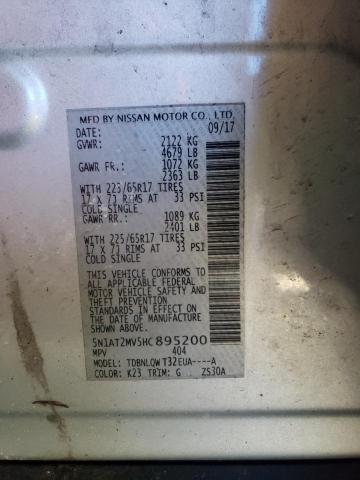 MFD BY NISSAN MOTOR CO., LTD.
DATE: 09/17
GVWR: 2122 KG
4679 LB
GAWR FR.: 1072 KG
2363 LB
WITH 225/65R17 TIRES
17 X 7J RIMS AT 33 PSI
COLD SINGLE
GAWR RR.: 1089 KG
2401 LB
WITH 225/65R17 TIRES
17 X 7J RIMS AT 33 PSI
COLD SINGLE
THIS VEHICLE CONFORMS TO
ALL APPLICABLE FEDERAL
MOTOR VEHICLE SAFETY AND
THEFT PREVENTION
STANDARDS IN EFFECT ON
THE DATE OF MANUFACTURE
SHOWN ABOVE.
5N1AT2MV5HC895200
MPV 404
TYPE: TDBNLQWT32EUA----A
COLOR: K23 TRIM: G ZS30A